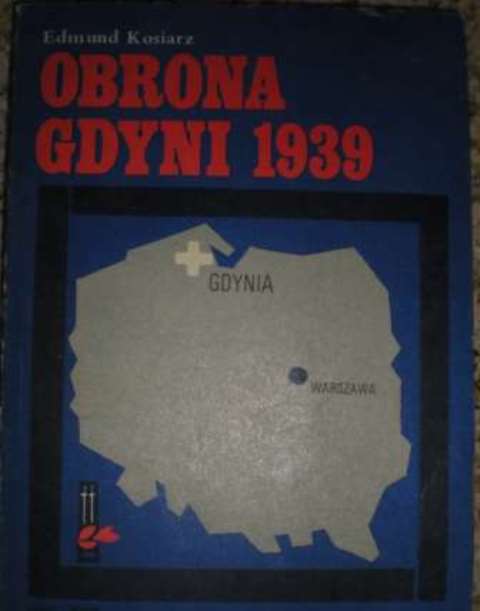 Edmund Kosiarz
OBRONA
GDYNI 1939
GDYNIA
WARSZAWA